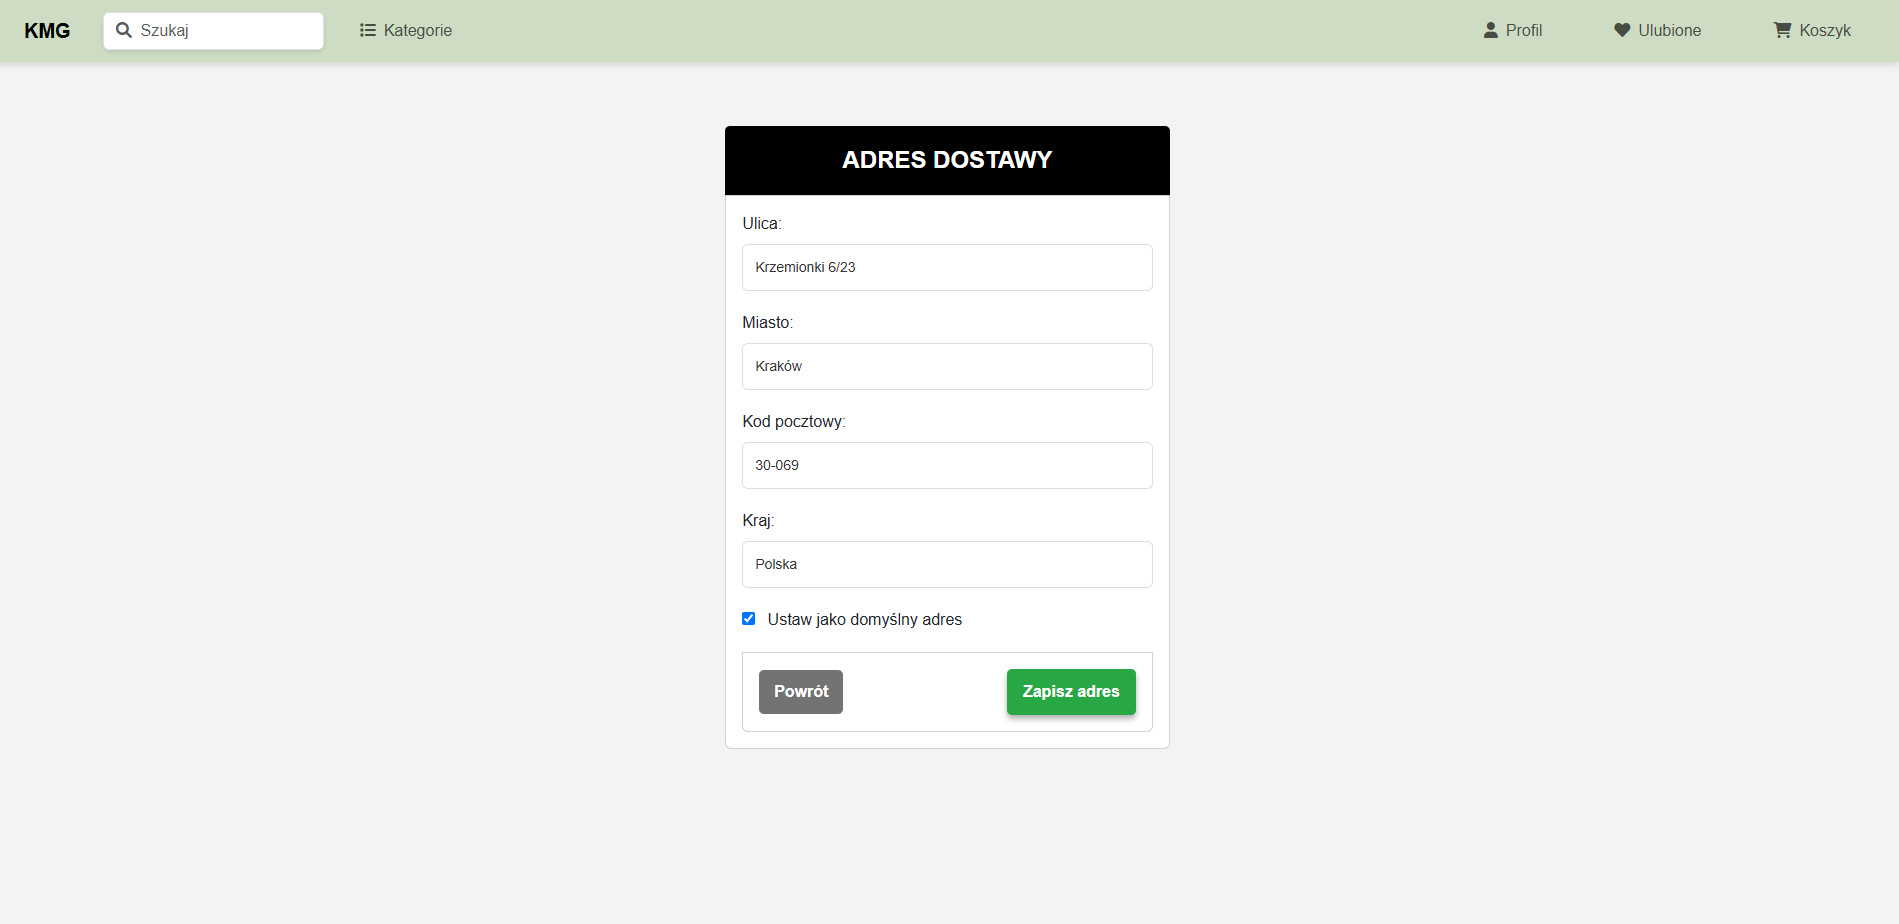 KMG
Szukaj
Kategorie
Profil
Ulubione
Koszyk
ADRES DOSTAWY
Ulica:
Krzemionki 6/23
Miasto:
Kraków
Kod pocztowy:
30-069
Kraj:
Polska
Ustaw jako domyślny adres
Powrót
Zapisz adres